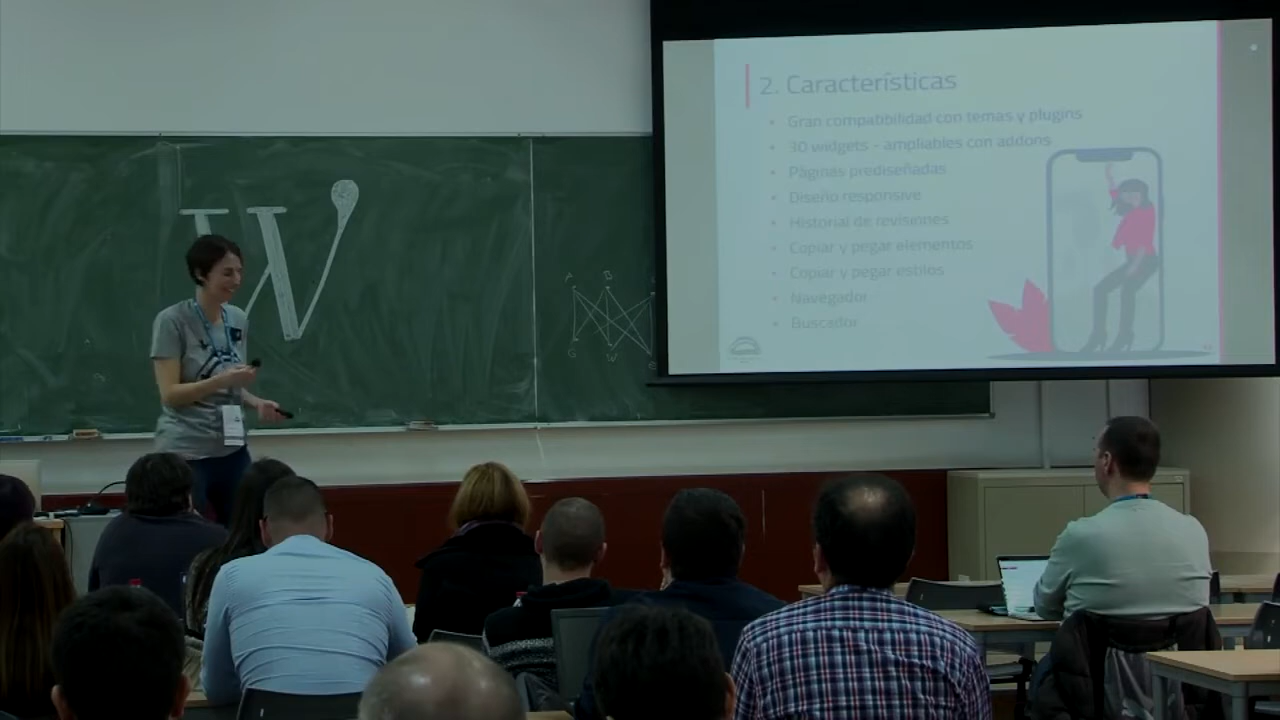 W
2. Características
Gran compatibilidad con temas y plugins
30 widgets - ampliables con addons
Páginas prediseñadas
Diseño responsive
Historial de revisiones
Copiar y pegar elementos
Copiar y pegar estilos
Navegador
Buscador
A B